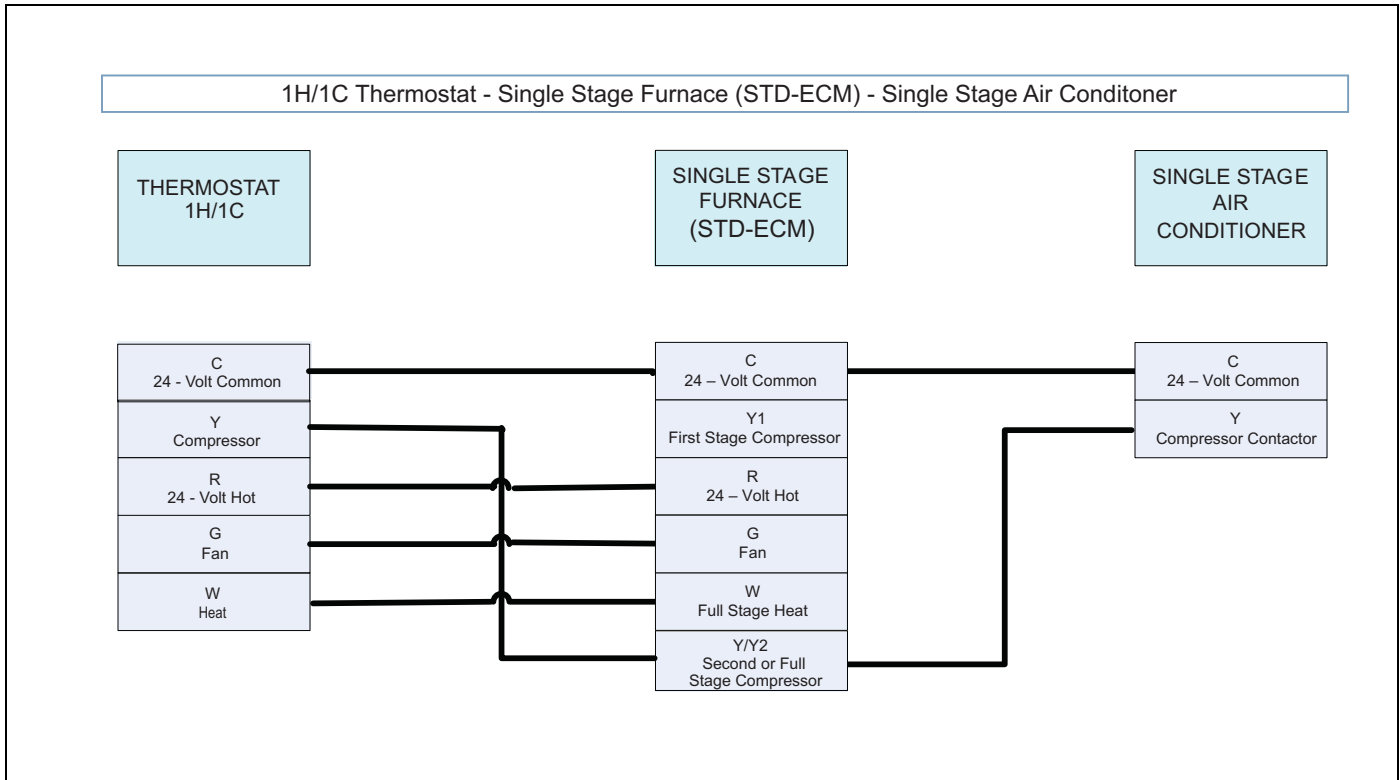 1H/1C Thermostat - Single Stage Furnace (STD-ECM) - Single Stage Air Conditoner
THERMOSTAT
1H/1C
SINGLE STAGE
FURNACE
(STD-ECM)
SINGLE STAGE
AIR
CONDITIONER
C
24 - Volt Common
Y
Compressor
R
24 - Volt Hot
G
Fan
W
Heat
C
24 – Volt Common
Y1
First Stage Compressor
R
24 – Volt Hot
G
Fan
W
Full Stage Heat
Y/Y2
Second or Full
Stage Compressor
C
24 – Volt Common
Y
Compressor Contactor